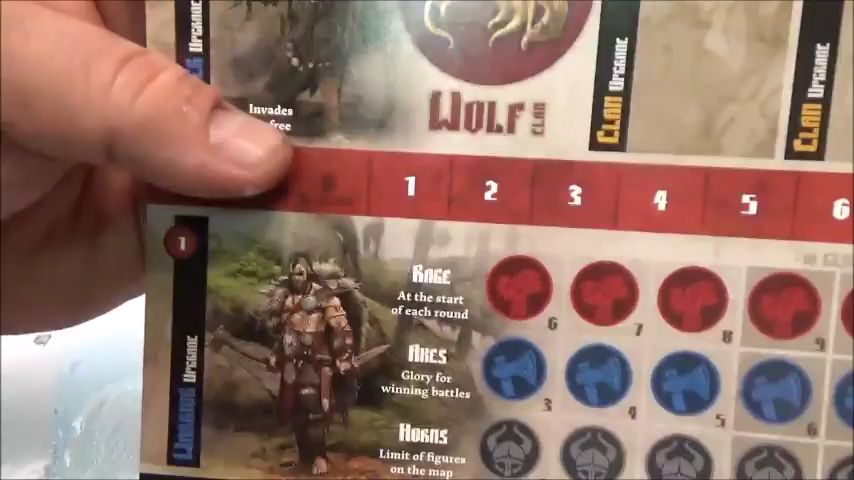 Upgrade
Invades
free
Wolf
Clan
Clan Upgrade
Clan Upgrade
1 2 3 4 5 6
1
Upgrade
Rage
At the start
of each round
6 7 8 9
Axes
Glory for
winning battles
3 4 5 6
Horns
Limit of figures
on the map